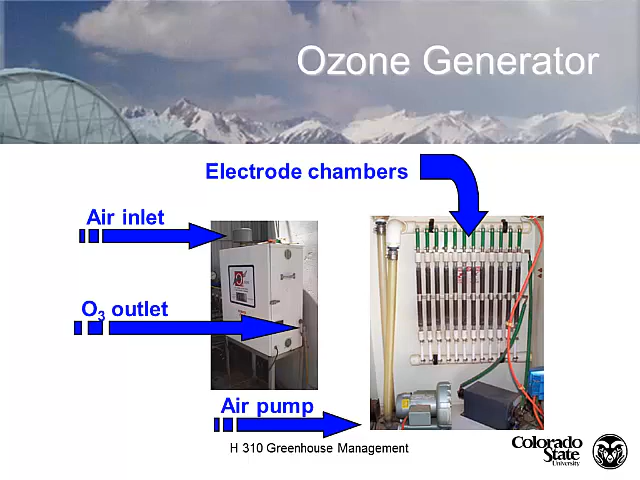 Ozone Generator
Electrode chambers
Air inlet
O₃ outlet
Air pump
H 310 Greenhouse Management
Colorado
State
University